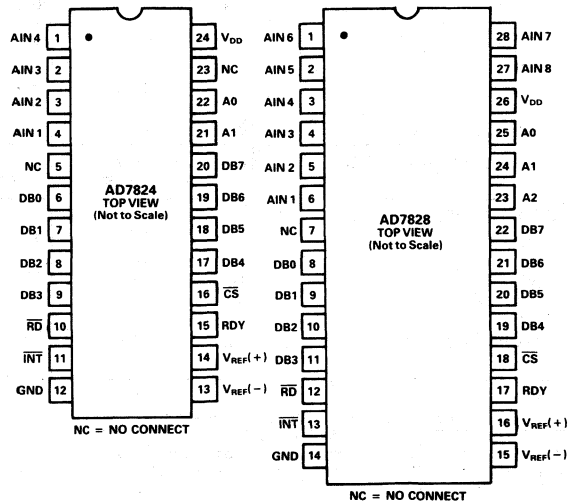 AIN 4 1 24 VDD
AIN 3 2 23 NC
AIN 2 3 22 A0
AIN 1 4 21 A1
NC 5 20 DB7
DB0 6 19 DB6
DB1 7 18 DB5
DB2 8 17 DB4
DB3 9 16 C̅S̅
R̅D̅ 10 15 RDY
I̅N̅T̅ 11 14 VREF(+)
GND 12 13 VREF(−)
AD7824
TOP VIEW
(Not to Scale)
NC = NO CONNECT
AIN 6 1 28 AIN 7
AIN 5 2 27 AIN 8
AIN 4 3 26 VDD
AIN 3 4 25 A0
AIN 2 5 24 A1
AIN 1 6 23 A2
NC 7 22 DB7
DB0 8 21 DB6
DB1 9 20 DB5
DB2 10 19 DB4
DB3 11 18 C̅S̅
R̅D̅ 12 17 RDY
I̅N̅T̅ 13 16 VREF(+)
GND 14 15 VREF(−)
AD7828
TOP VIEW
(Not to Scale)
NC = NO CONNECT